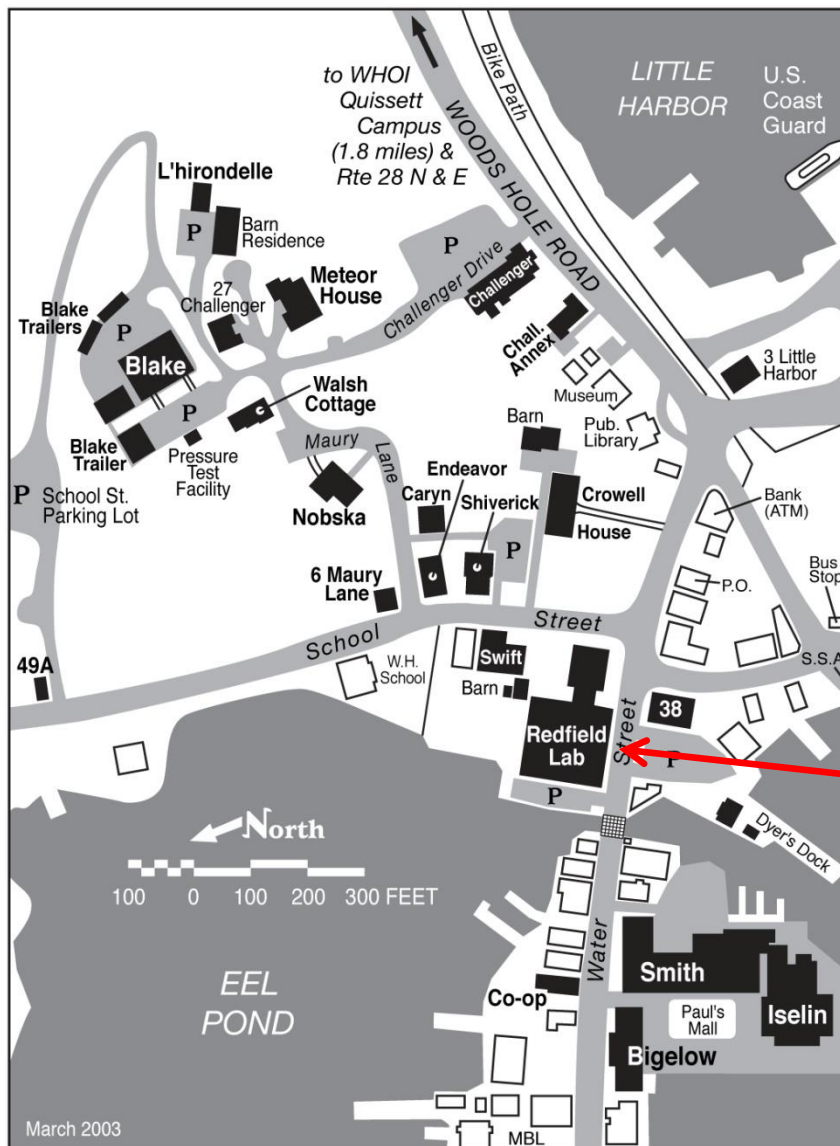 to WHOI
Quissett
Campus
(1.8 miles) &
Rte 28 N & E
WOODS HOLE ROAD
Bike Path
LITTLE
HARBOR
U.S.
Coast
Guard
L'hirondelle
P
Barn
Residence
27
Challenger
Meteor
House
P
Challenger Drive
Challenger
Chall.
Annex
3 Little
Harbor
Museum
Pub.
Library
Blake
Trailers
P
Blake
P
Blake
Trailer
Pressure
Test
Facility
Walsh
Cottage
Maury
Lane
Nobska
Barn
Endeavor
Caryn
Shiverick
P
Crowell
House
Bank
(ATM)
P.O.
Bus
Stop
P
School St.
Parking Lot
6 Maury
Lane
School
Street
49A
W.H.
School
Swift
Barn
S.S.A
38
Redfield
Lab
Street
P
P
Dyer's Dock
North
100 0 100 200 300 FEET
EEL
POND
Water
Co-op
Smith
Paul's
Mall
Iselin
Bigelow
MBL
March 2003